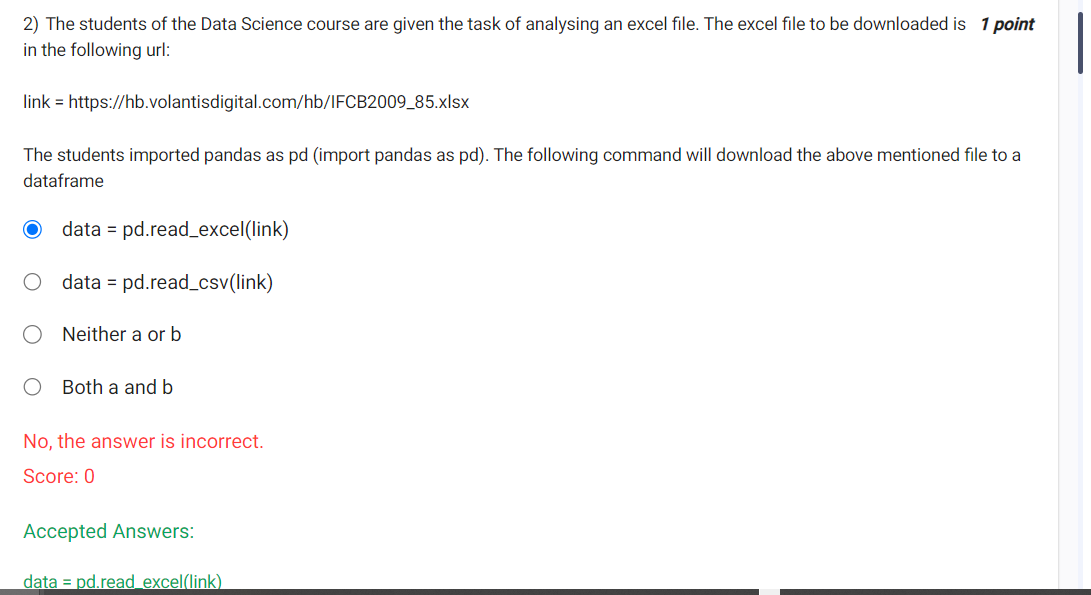 2) The students of the Data Science course are given the task of analysing an excel file. The excel file to be downloaded is 1 point
in the following url:
link = https://hb.volantisdigital.com/hb/IFCB2009_85.xlsx
The students imported pandas as pd (import pandas as pd). The following command will download the above mentioned file to a
dataframe
data = pd.read_excel(link)
data = pd.read_csv(link)
Neither a or b
Both a and b
No, the answer is incorrect.
Score: 0
Accepted Answers:
data = pd.read_excel(link)